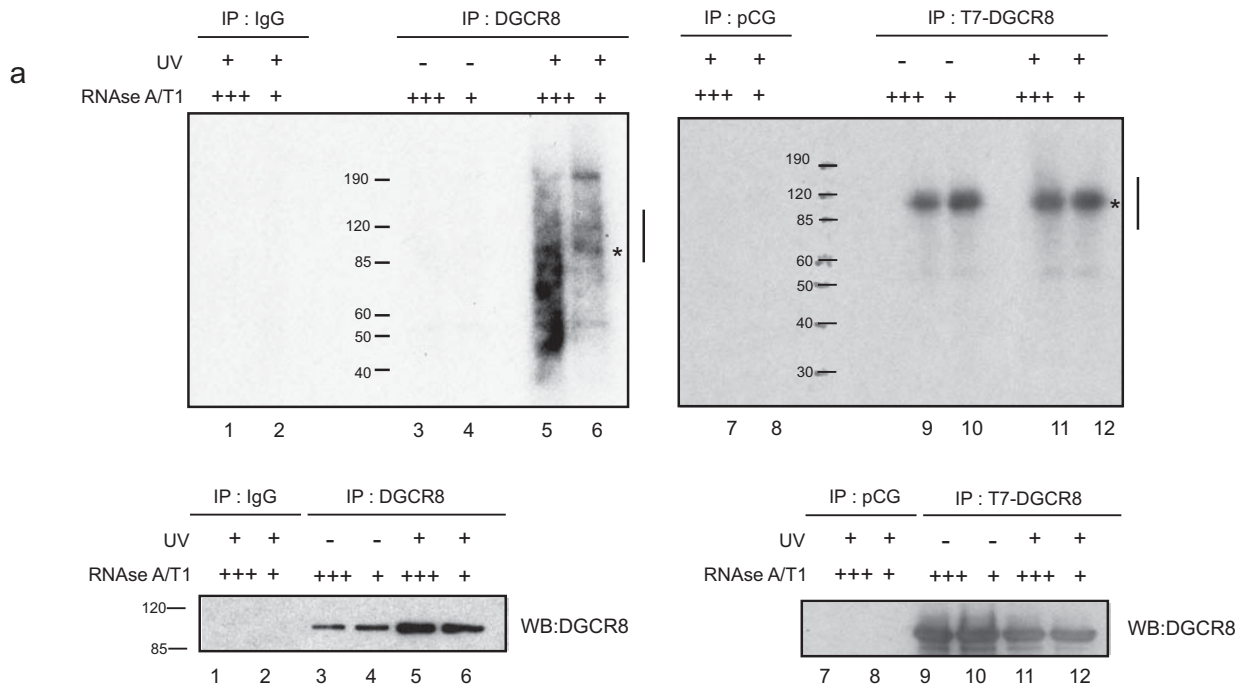 IP : IgG IP : DGCR8 IP : pCG IP : T7-DGCR8
a
UV + + - - + + + + - - + +
RNAse A/T1 +++ + +++ + +++ + +++ + +++ + +++ +
190 190
120 120
* *
85 85
60 60
50 50
40 40
30
1 2 3 4 5 6 7 8 9 10 11 12
IP : IgG IP : DGCR8
UV + + - - + +
RNAse A/T1 +++ + +++ + +++ +
120
WB:DGCR8
85
1 2 3 4 5 6
IP : pCG IP : T7-DGCR8
UV + + - - + +
RNAse A/T1 +++ + +++ + +++ +
WB:DGCR8
7 8 9 10 11 12